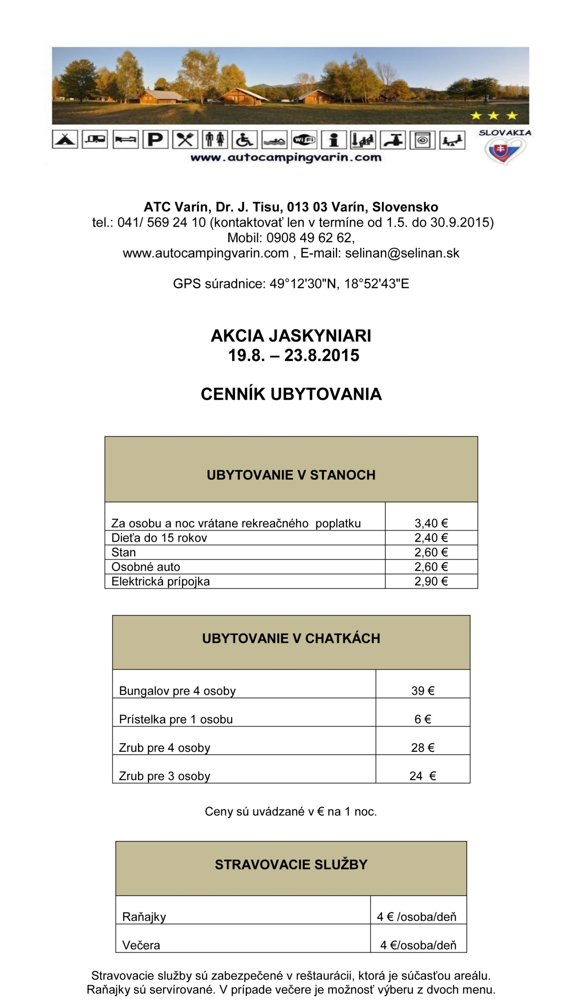 P
WiFi
i
SLOVAKIA
www.autocampingvarin.com
ATC Varín, Dr. J. Tisu, 013 03 Varín, Slovensko
tel.: 041/ 569 24 10 (kontaktovať len v termíne od 1.5. do 30.9.2015)
Mobil: 0908 49 62 62,
www.autocampingvarin.com , E-mail: selinan@selinan.sk
GPS súradnice: 49°12'30"N, 18°52'43"E
AKCIA JASKYNIARI
19.8. – 23.8.2015
CENNÍK UBYTOVANIA
UBYTOVANIE V STANOCH
Za osobu a noc vrátane rekreačného  poplatku 3,40 €
Dieťa do 15 rokov 2,40 €
Stan 2,60 €
Osobné auto 2,60 €
Elektrická prípojka 2,90 €
UBYTOVANIE V CHATKÁCH
Bungalov pre 4 osoby 39 €
Prístelka pre 1 osobu 6 €
Zrub pre 4 osoby 28 €
Zrub pre 3 osoby 24  €
Ceny sú uvádzané v € na 1 noc.
STRAVOVACIE SLUŽBY
Raňajky 4 € /osoba/deň
Večera 4 €/osoba/deň
Stravovacie služby sú zabezpečené v reštaurácii, ktorá je súčasťou areálu.
Raňajky sú servírované. V prípade večere je možnosť výberu z dvoch menu.